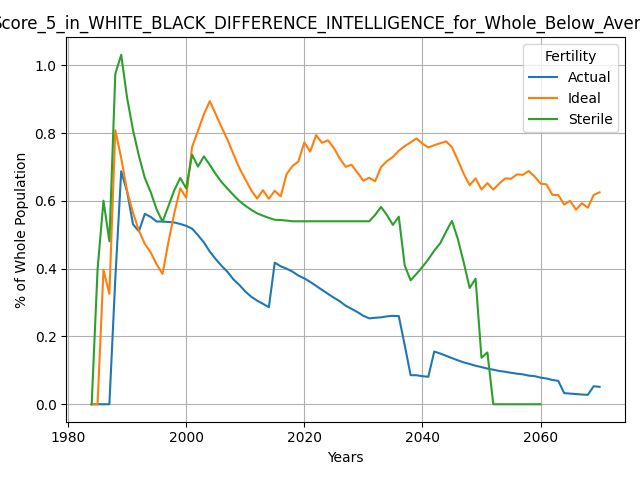 Score_5_in_WHITE_BLACK_DIFFERENCE_INTELLIGENCE_for_Whole_Below_Aver
Fertility
Actual
Ideal
Sterile
% of Whole Population
1.0
0.8
0.6
0.4
0.2
0.0
1980 2000 2020 2040 2060
Years